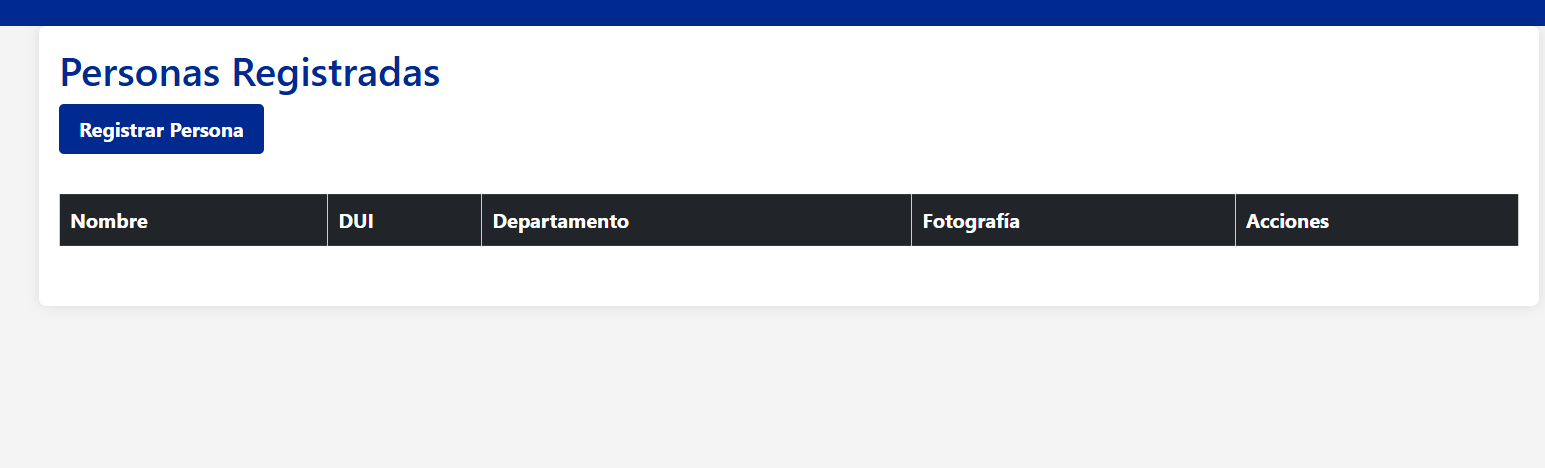 Personas Registradas
Registrar Persona
Nombre DUI Departamento Fotografía Acciones